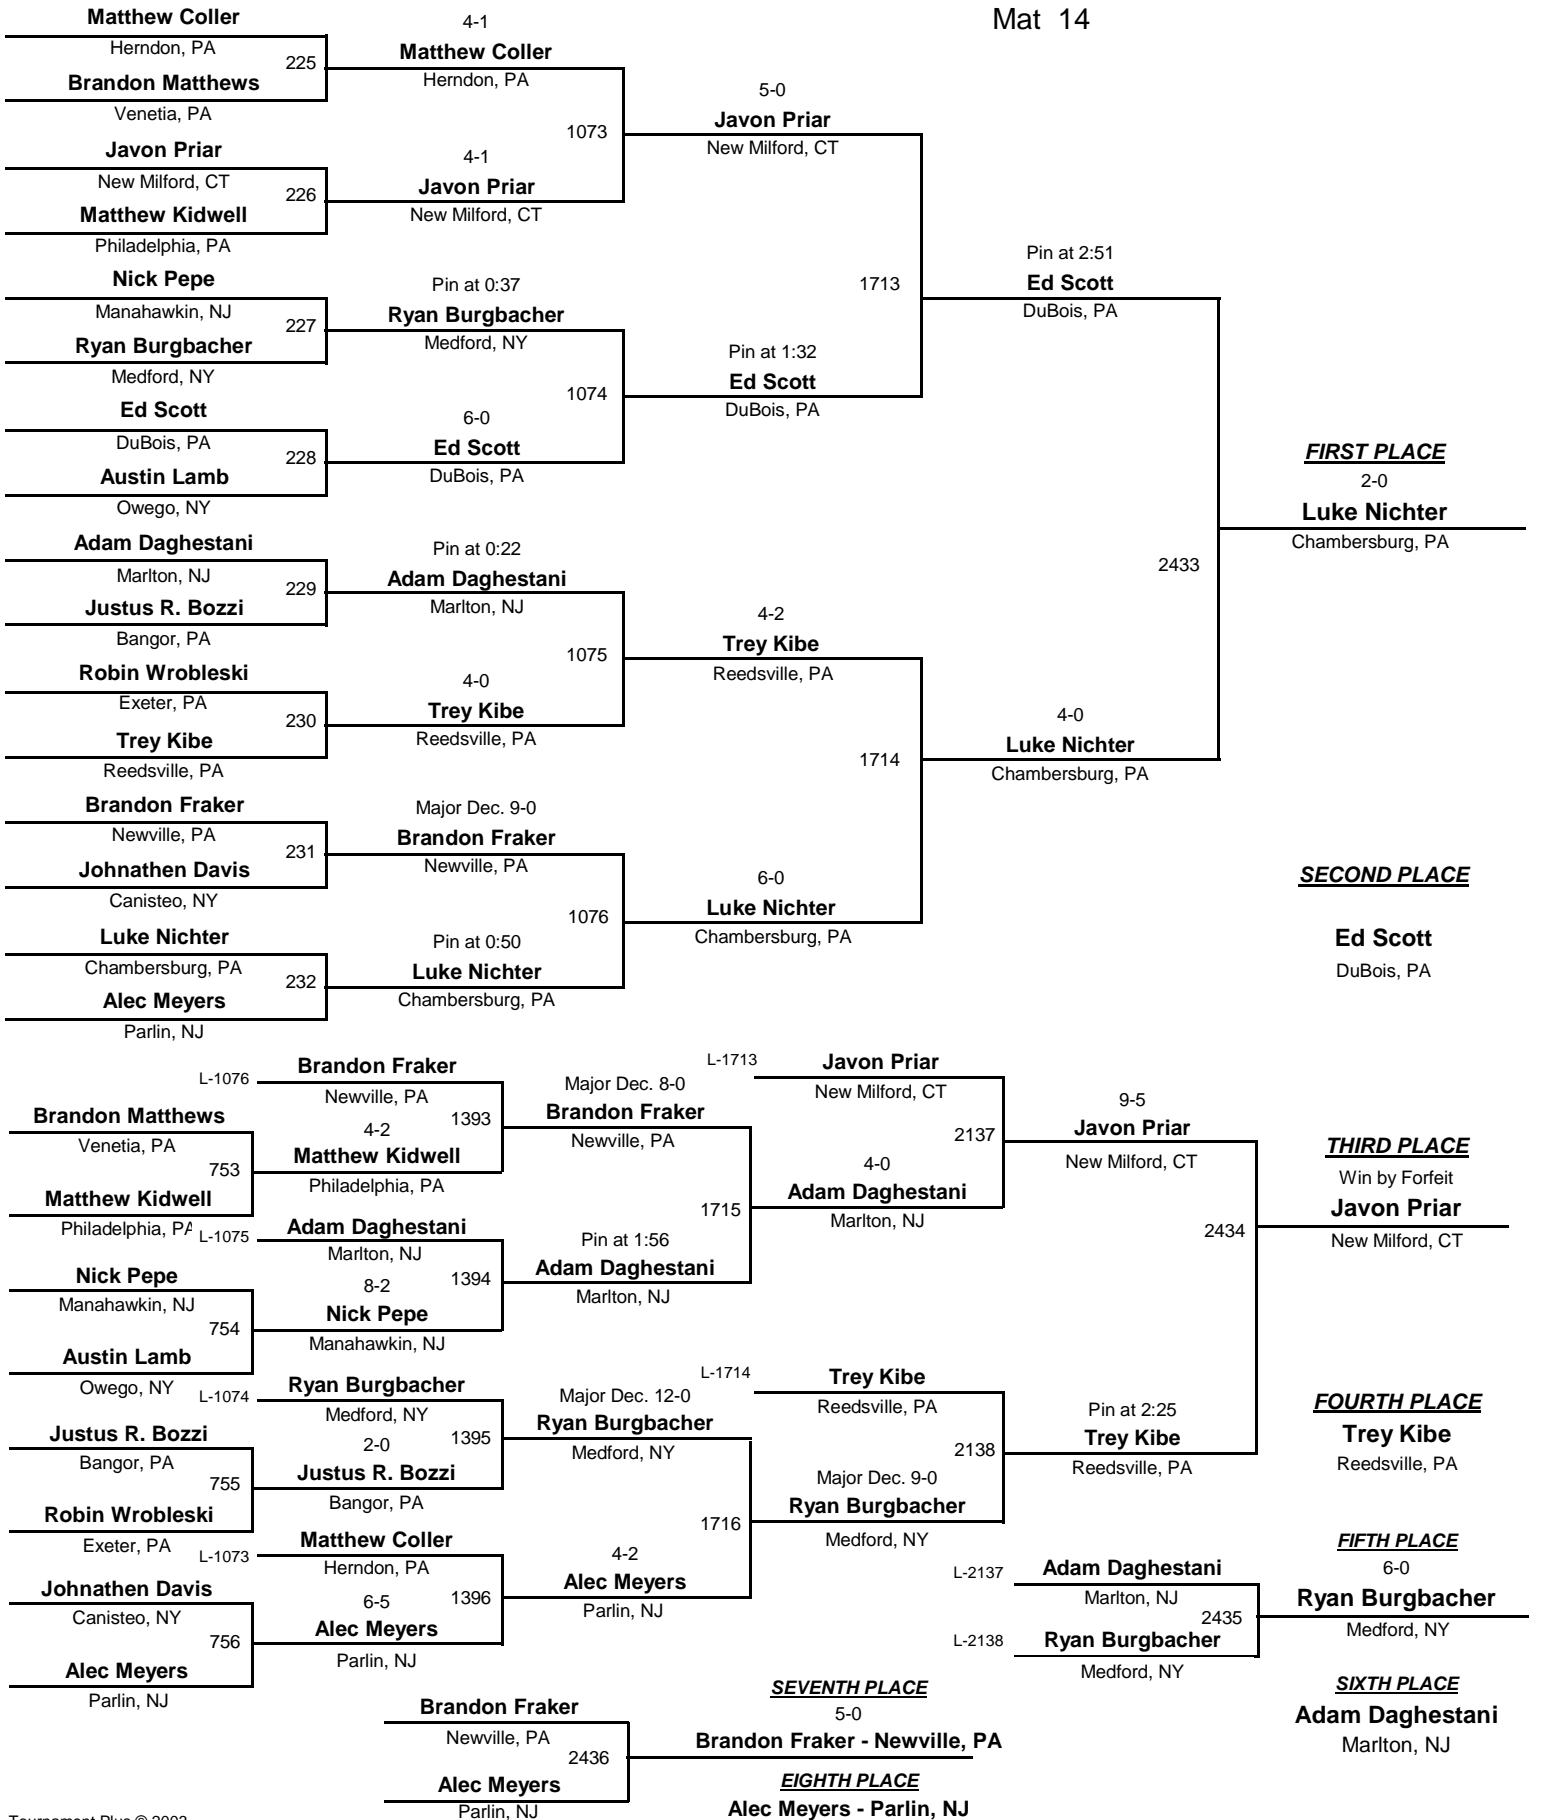 Mat 14
Matthew Coller
Herndon, PA
225
Brandon Matthews
Venetia, PA
Javon Priar
New Milford, CT
226
Matthew Kidwell
Philadelphia, PA
Nick Pepe
Manahawkin, NJ
227
Ryan Burgbacher
Medford, NY
Ed Scott
DuBois, PA
228
Austin Lamb
Owego, NY
Adam Daghestani
Marlton, NJ
229
Justus R. Bozzi
Bangor, PA
Robin Wrobleski
Exeter, PA
230
Trey Kibe
Reedsville, PA
Brandon Fraker
Newville, PA
231
Johnathen Davis
Canisteo, NY
Luke Nichter
Chambersburg, PA
232
Alec Meyers
Parlin, NJ
4-1
Matthew Coller
Herndon, PA
1073
4-1
Javon Priar
New Milford, CT
Pin at 0:37
Ryan Burgbacher
Medford, NY
1074
6-0
Ed Scott
DuBois, PA
Pin at 0:22
Adam Daghestani
Marlton, NJ
1075
4-0
Trey Kibe
Reedsville, PA
Major Dec. 9-0
Brandon Fraker
Newville, PA
1076
Pin at 0:50
Luke Nichter
Chambersburg, PA
5-0
Javon Priar
New Milford, CT
1713
Pin at 1:32
Ed Scott
DuBois, PA
4-2
Trey Kibe
Reedsville, PA
1714
6-0
Luke Nichter
Chambersburg, PA
Pin at 2:51
Ed Scott
DuBois, PA
2433
4-0
Luke Nichter
Chambersburg, PA
FIRST PLACE
2-0
Luke Nichter
Chambersburg, PA
SECOND PLACE
Ed Scott
DuBois, PA
Brandon Matthews
Venetia, PA
753
Matthew Kidwell
Philadelphia, PA
Nick Pepe
Manahawkin, NJ
754
Austin Lamb
Owego, NY
Justus R. Bozzi
Bangor, PA
755
Robin Wrobleski
Exeter, PA
Johnathen Davis
Canisteo, NY
756
Alec Meyers
Parlin, NJ
L-1076
Brandon Fraker
Newville, PA
1393
4-2
Matthew Kidwell
Philadelphia, PA
L-1075
Adam Daghestani
Marlton, NJ
1394
8-2
Nick Pepe
Manahawkin, NJ
L-1074
Ryan Burgbacher
Medford, NY
1395
2-0
Justus R. Bozzi
Bangor, PA
L-1073
Matthew Coller
Herndon, PA
1396
6-5
Alec Meyers
Parlin, NJ
Major Dec. 8-0
Brandon Fraker
Newville, PA
1715
Pin at 1:56
Adam Daghestani
Marlton, NJ
Major Dec. 12-0
Ryan Burgbacher
Medford, NY
1716
4-2
Alec Meyers
Parlin, NJ
L-1713
Javon Priar
New Milford, CT
2137
4-0
Adam Daghestani
Marlton, NJ
L-1714
Trey Kibe
Reedsville, PA
2138
Major Dec. 9-0
Ryan Burgbacher
Medford, NY
9-5
Javon Priar
New Milford, CT
2434
Pin at 2:25
Trey Kibe
Reedsville, PA
THIRD PLACE
Win by Forfeit
Javon Priar
New Milford, CT
FOURTH PLACE
Trey Kibe
Reedsville, PA
L-2137
Adam Daghestani
Marlton, NJ
2435
L-2138
Ryan Burgbacher
Medford, NY
FIFTH PLACE
6-0
Ryan Burgbacher
Medford, NY
SIXTH PLACE
Adam Daghestani
Marlton, NJ
Brandon Fraker
Newville, PA
2436
Alec Meyers
Parlin, NJ
SEVENTH PLACE
5-0
Brandon Fraker - Newville, PA
EIGHTH PLACE
Alec Meyers - Parlin, NJ